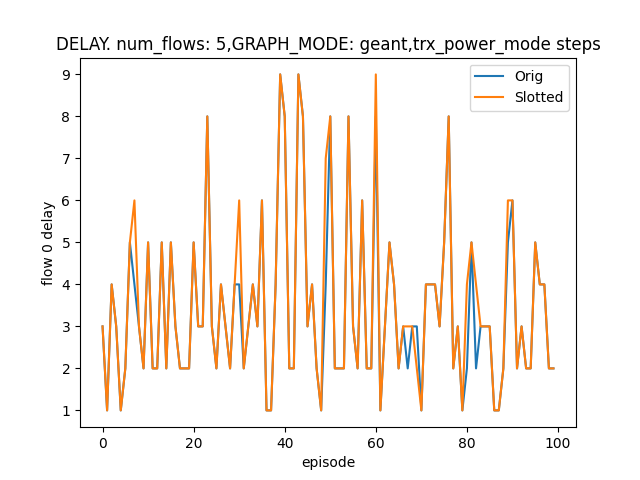 DELAY. num_flows: 5,GRAPH_MODE: geant,trx_power_mode steps
Orig
Slotted
9
8
7
6
5
4
3
2
1
flow 0 delay
0 20 40 60 80 100
episode